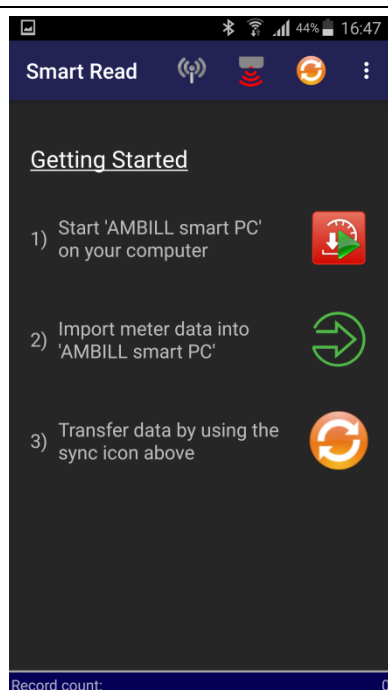 44% 16:47
Smart Read
Getting Started
1) Start 'AMBILL smart PC'
on your computer
2) Import meter data into
'AMBILL smart PC'
3) Transfer data by using the
sync icon above
Record count: 0